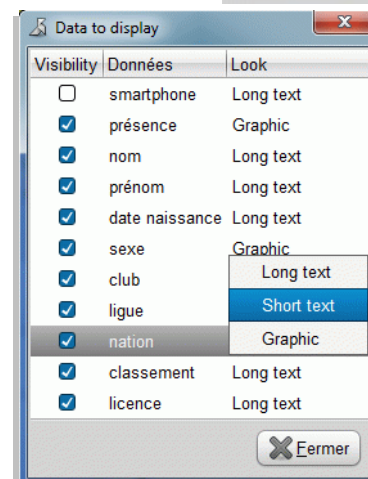 Data to display
Visibility Données Look
smartphone Long text
présence Graphic
nom Long text
prénom Long text
date naissance Long text
sexe Graphic
club Long text
ligue Short text
nation Graphic
classement Long text
licence Long text
Fermer